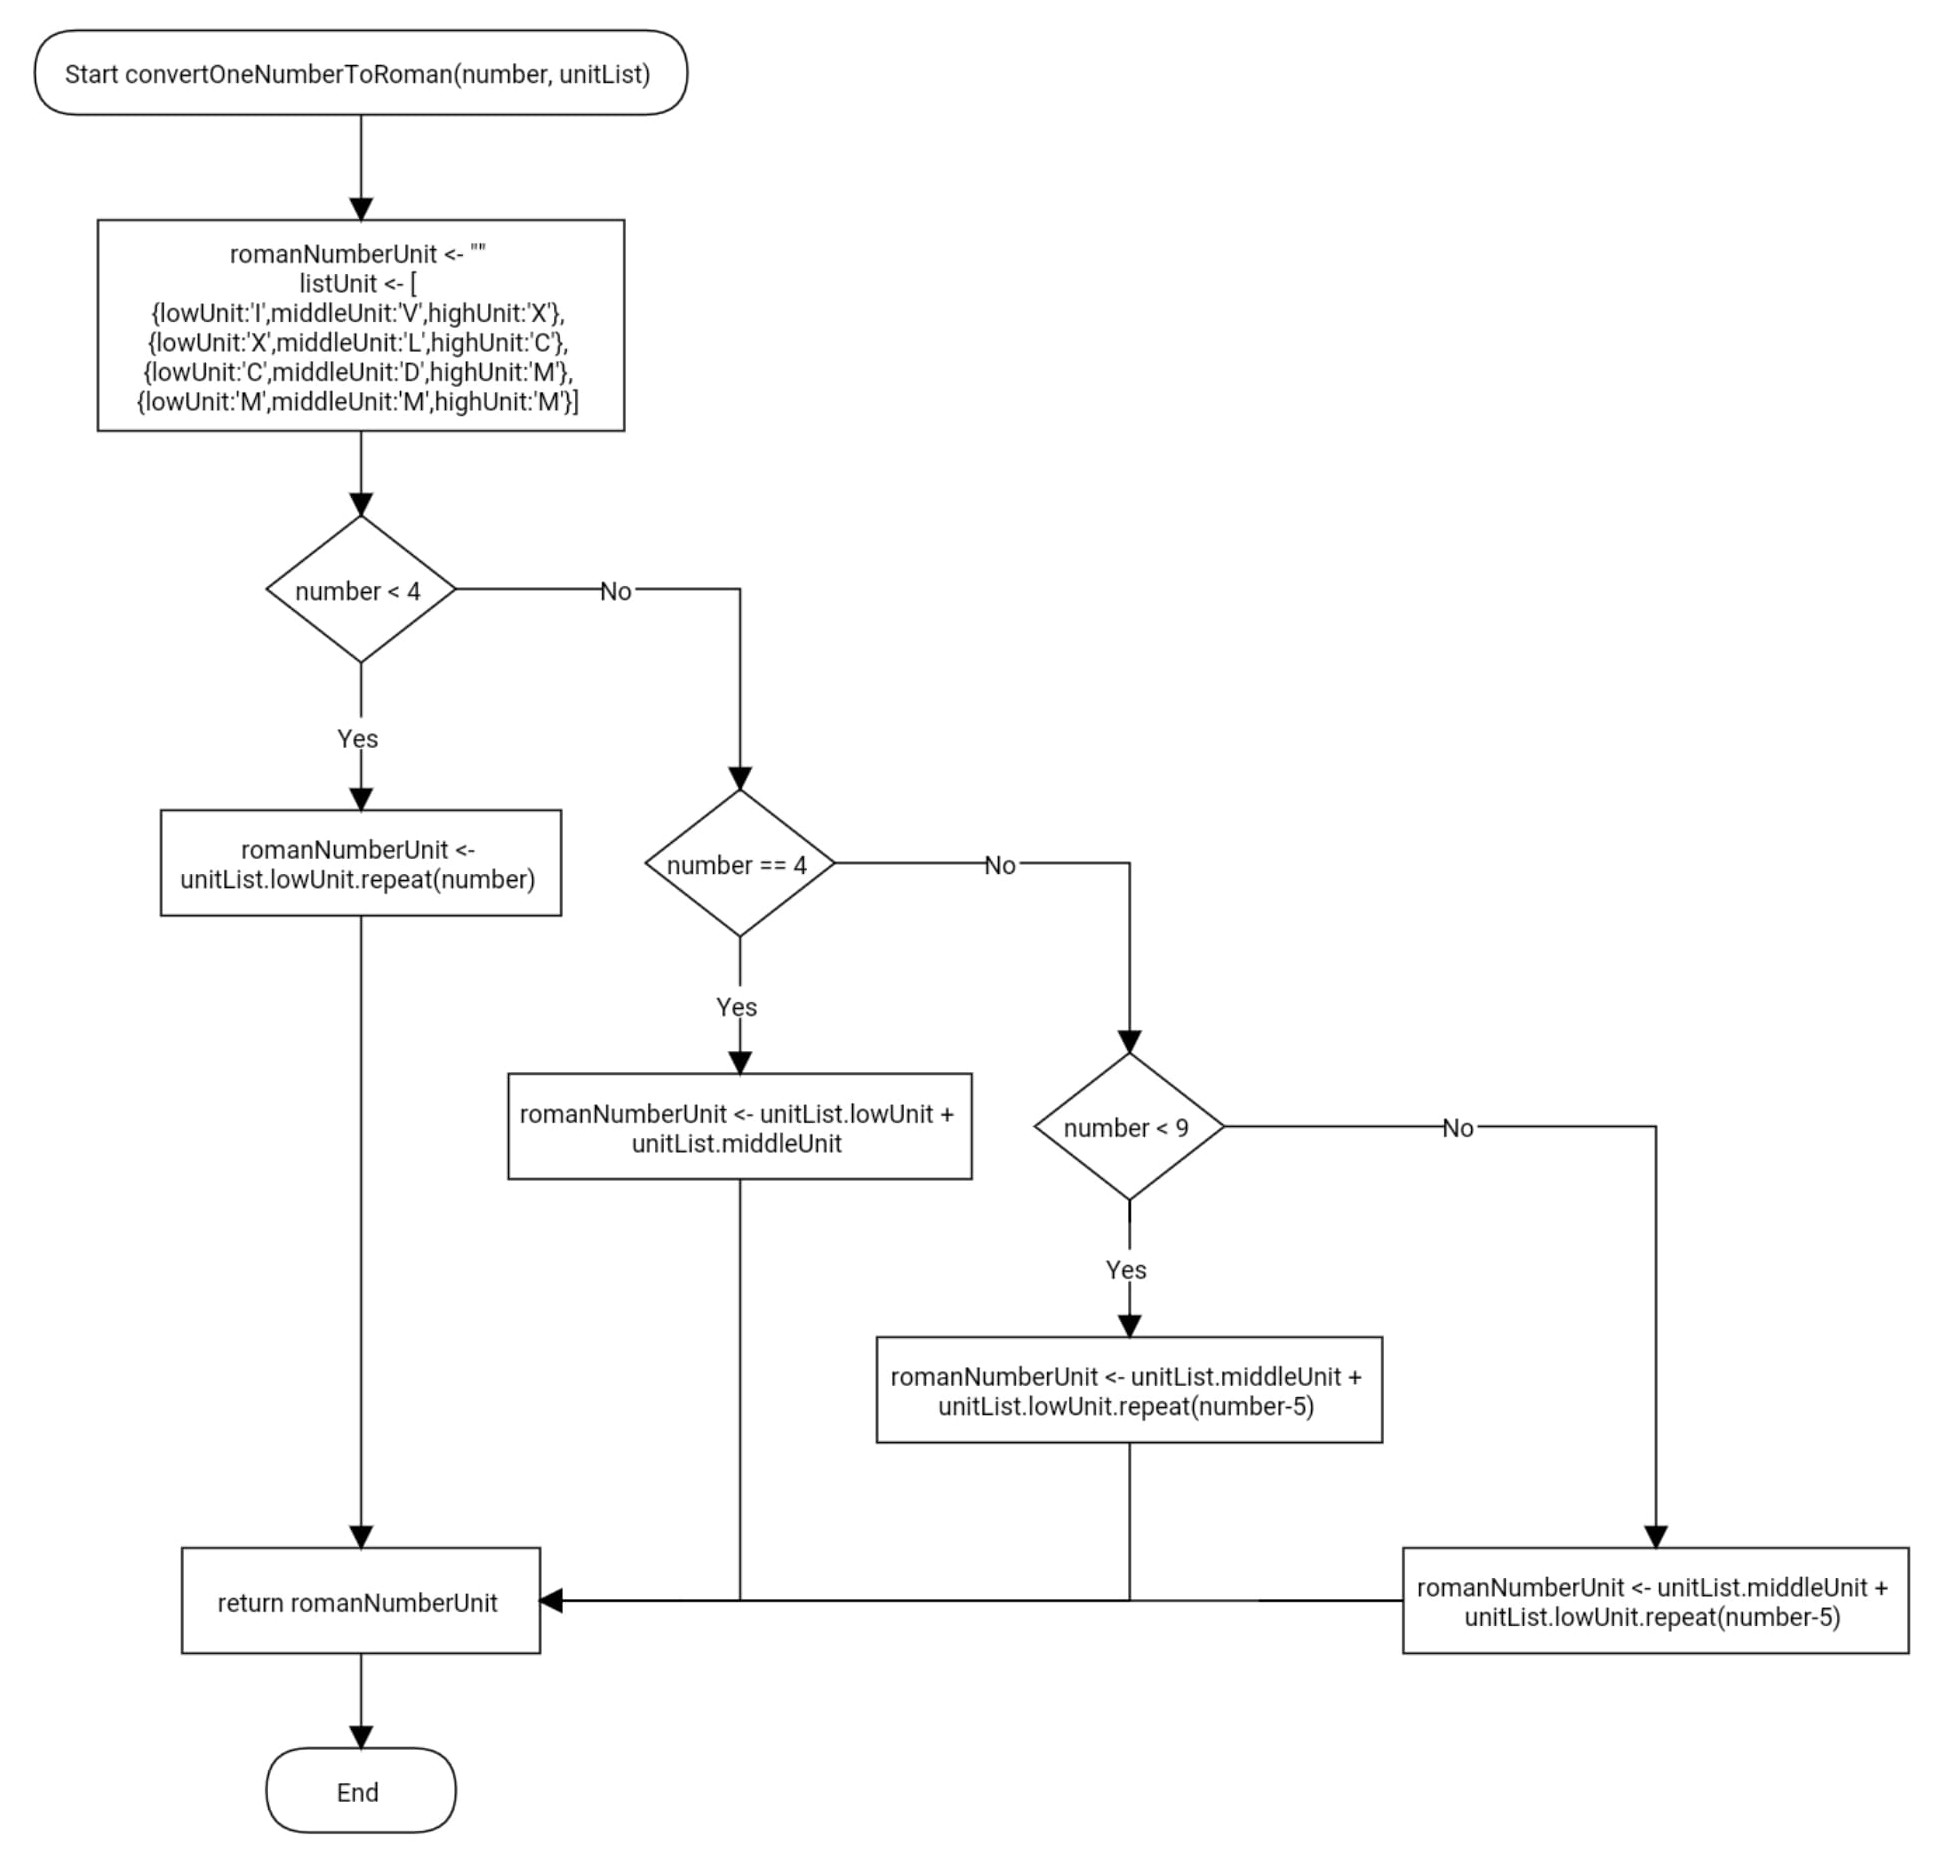 Start convertOneNumberToRoman(number, unitList)
romanNumberUnit <- ""
listUnit <- [
{lowUnit:'I',middleUnit:'V',highUnit:'X'},
{lowUnit:'X',middleUnit:'L',highUnit:'C'},
{lowUnit:'C',middleUnit:'D',highUnit:'M'},
{lowUnit:'M',middleUnit:'M',highUnit:'M'}]
number < 4
No
Yes
romanNumberUnit <-
unitList.lowUnit.repeat(number)
number == 4
No
Yes
romanNumberUnit <- unitList.lowUnit +
unitList.middleUnit
number < 9
No
Yes
romanNumberUnit <- unitList.middleUnit +
unitList.lowUnit.repeat(number-5)
romanNumberUnit <- unitList.middleUnit +
unitList.lowUnit.repeat(number-5)
return romanNumberUnit
End